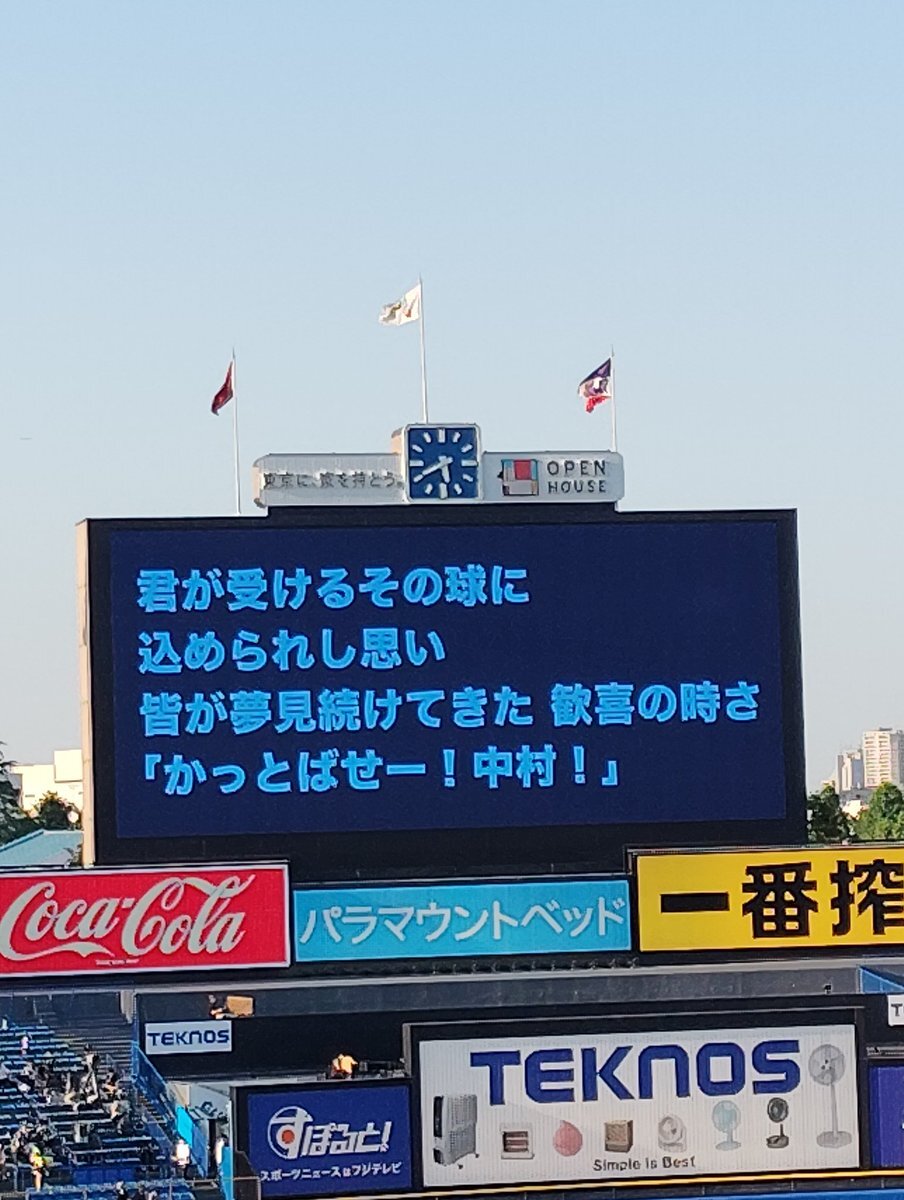 東京に、家を持とう。
OPEN
HOUSE
君が受けるその球に
込められし思い
皆が夢見続けてきた 歓喜の時さ
「かっとばせー！中村！」
Coca-Cola
パラマウントベッド
一番搾
TEKNOS
TEKNOS
すぽると!
スポーツニュースはフジテレビ
Simple is Best